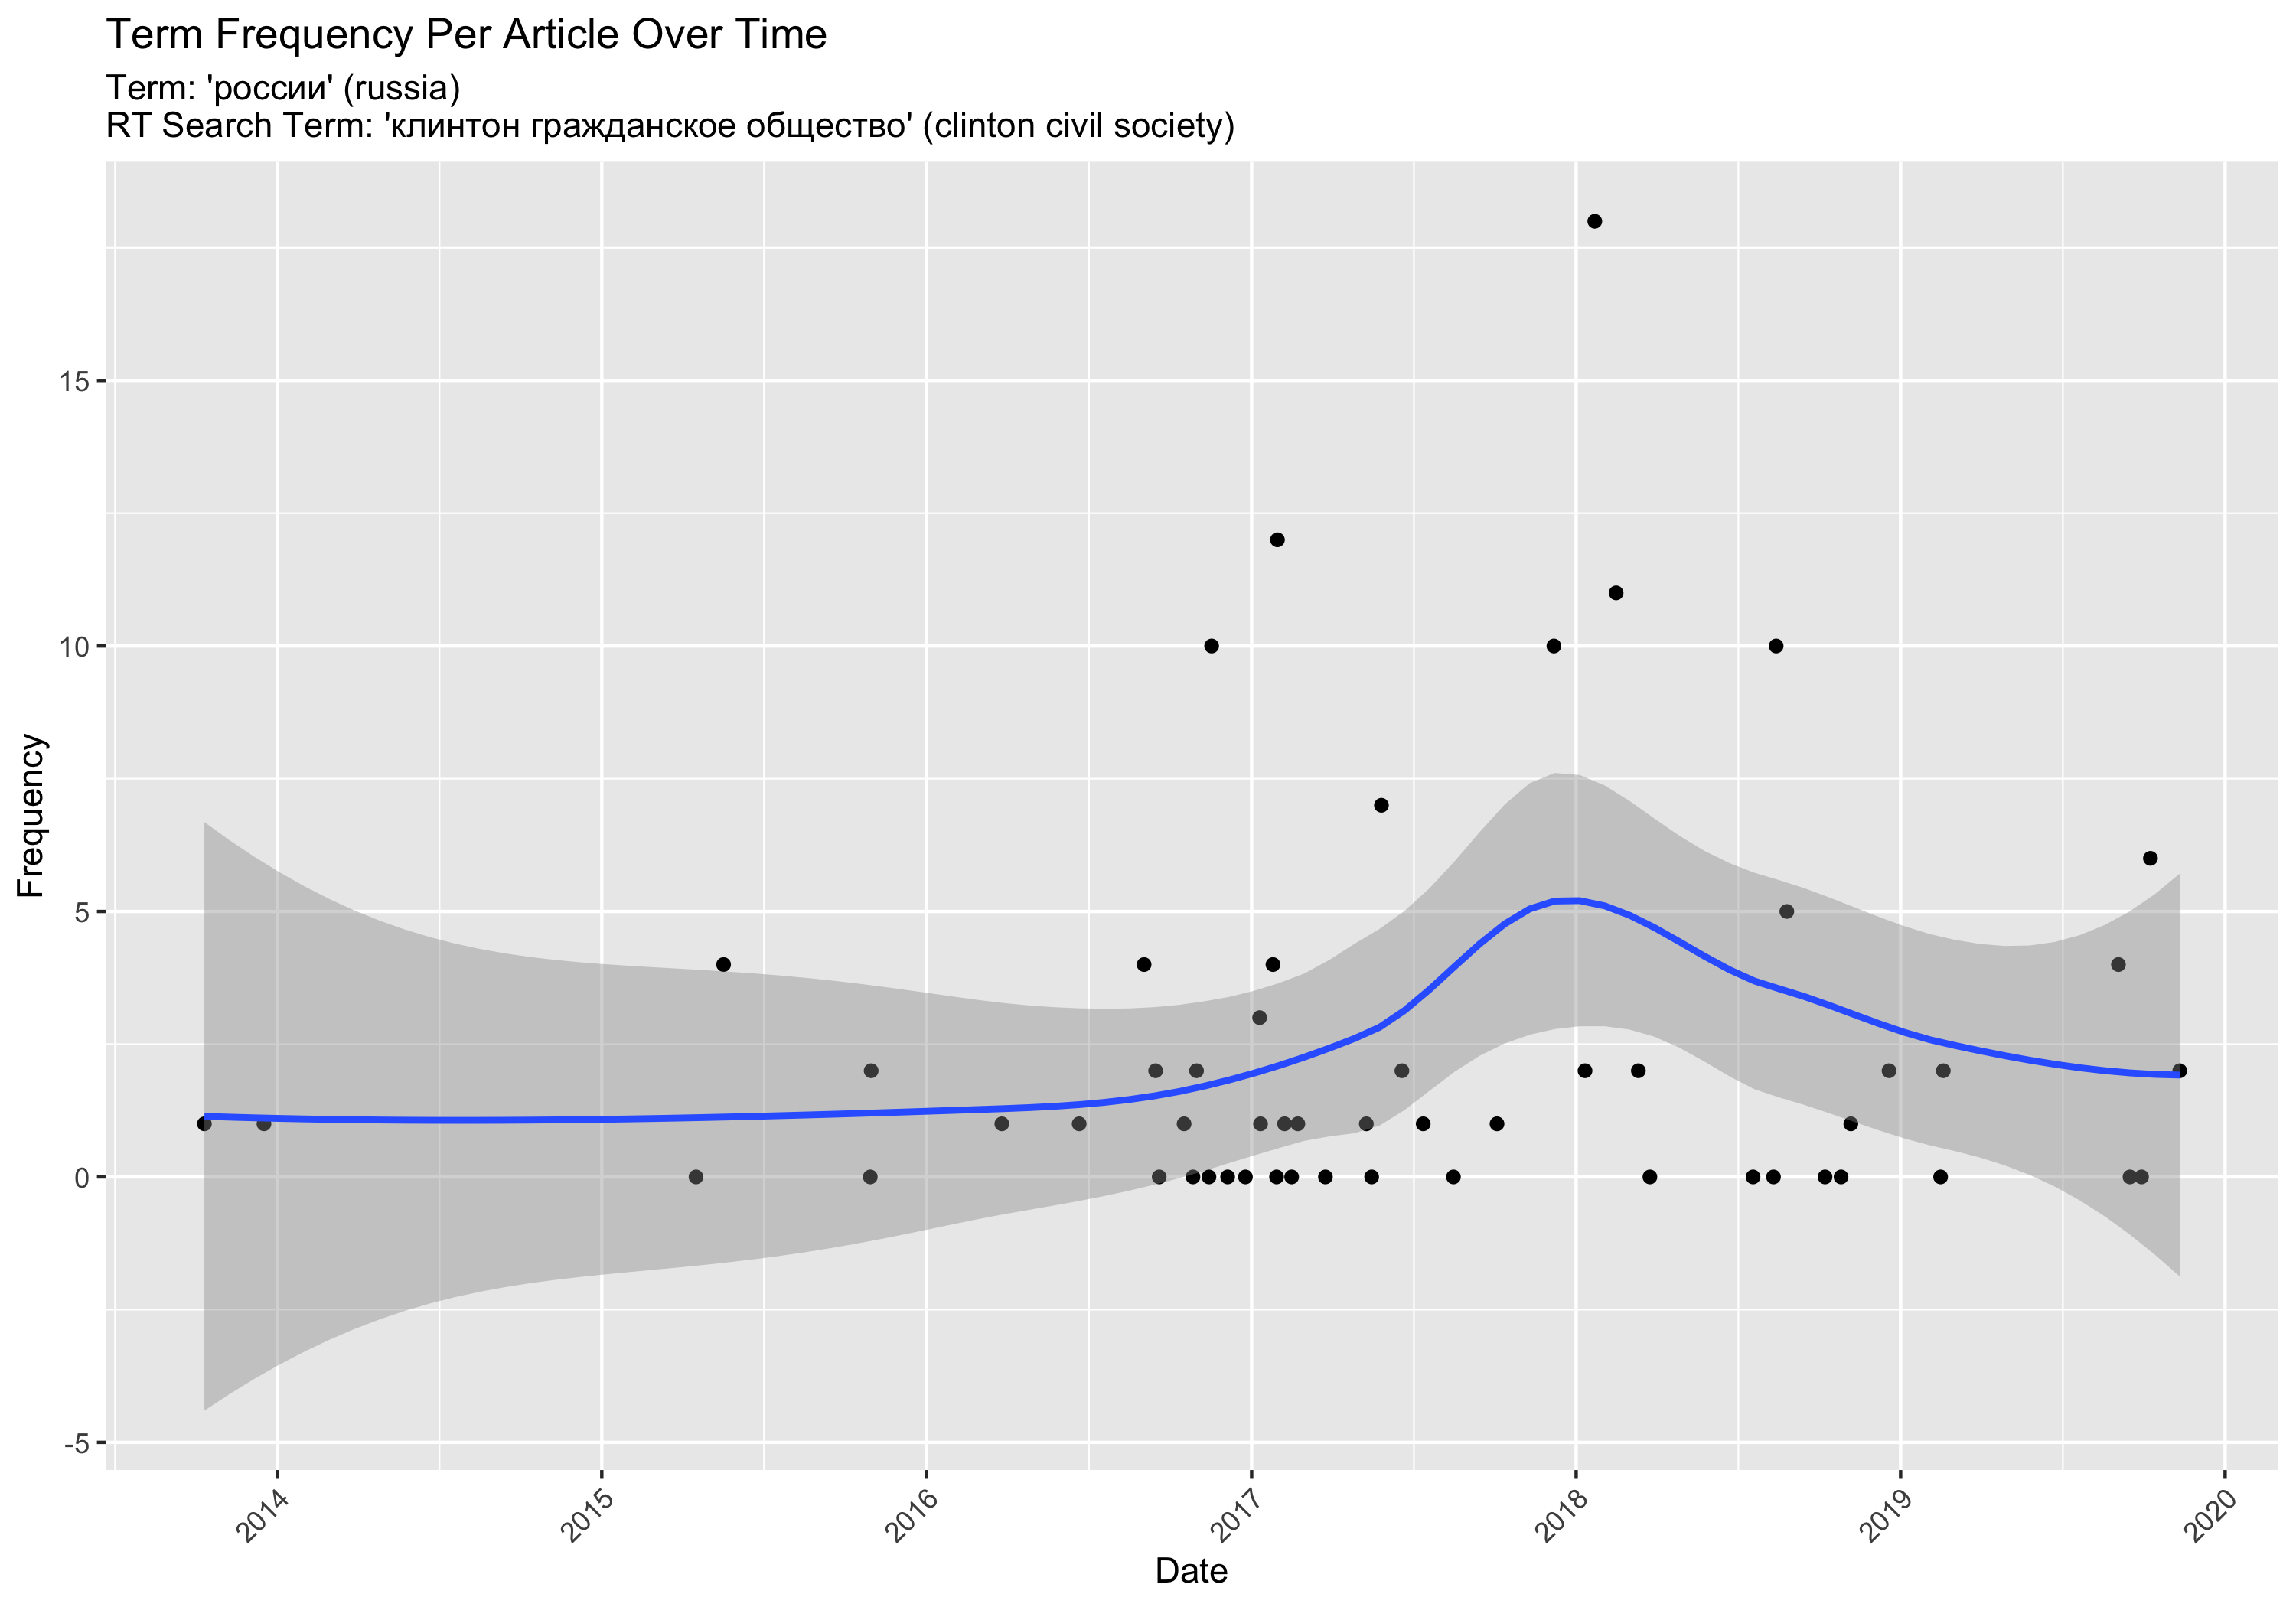 Term Frequency Per Article Over Time
Term: 'россии' (russia)
RT Search Term: 'клинтон гражданское общество' (clinton civil society)
Frequency
15
10
5
0
-5
2014
2015
2016
2017
2018
2019
2020
Date